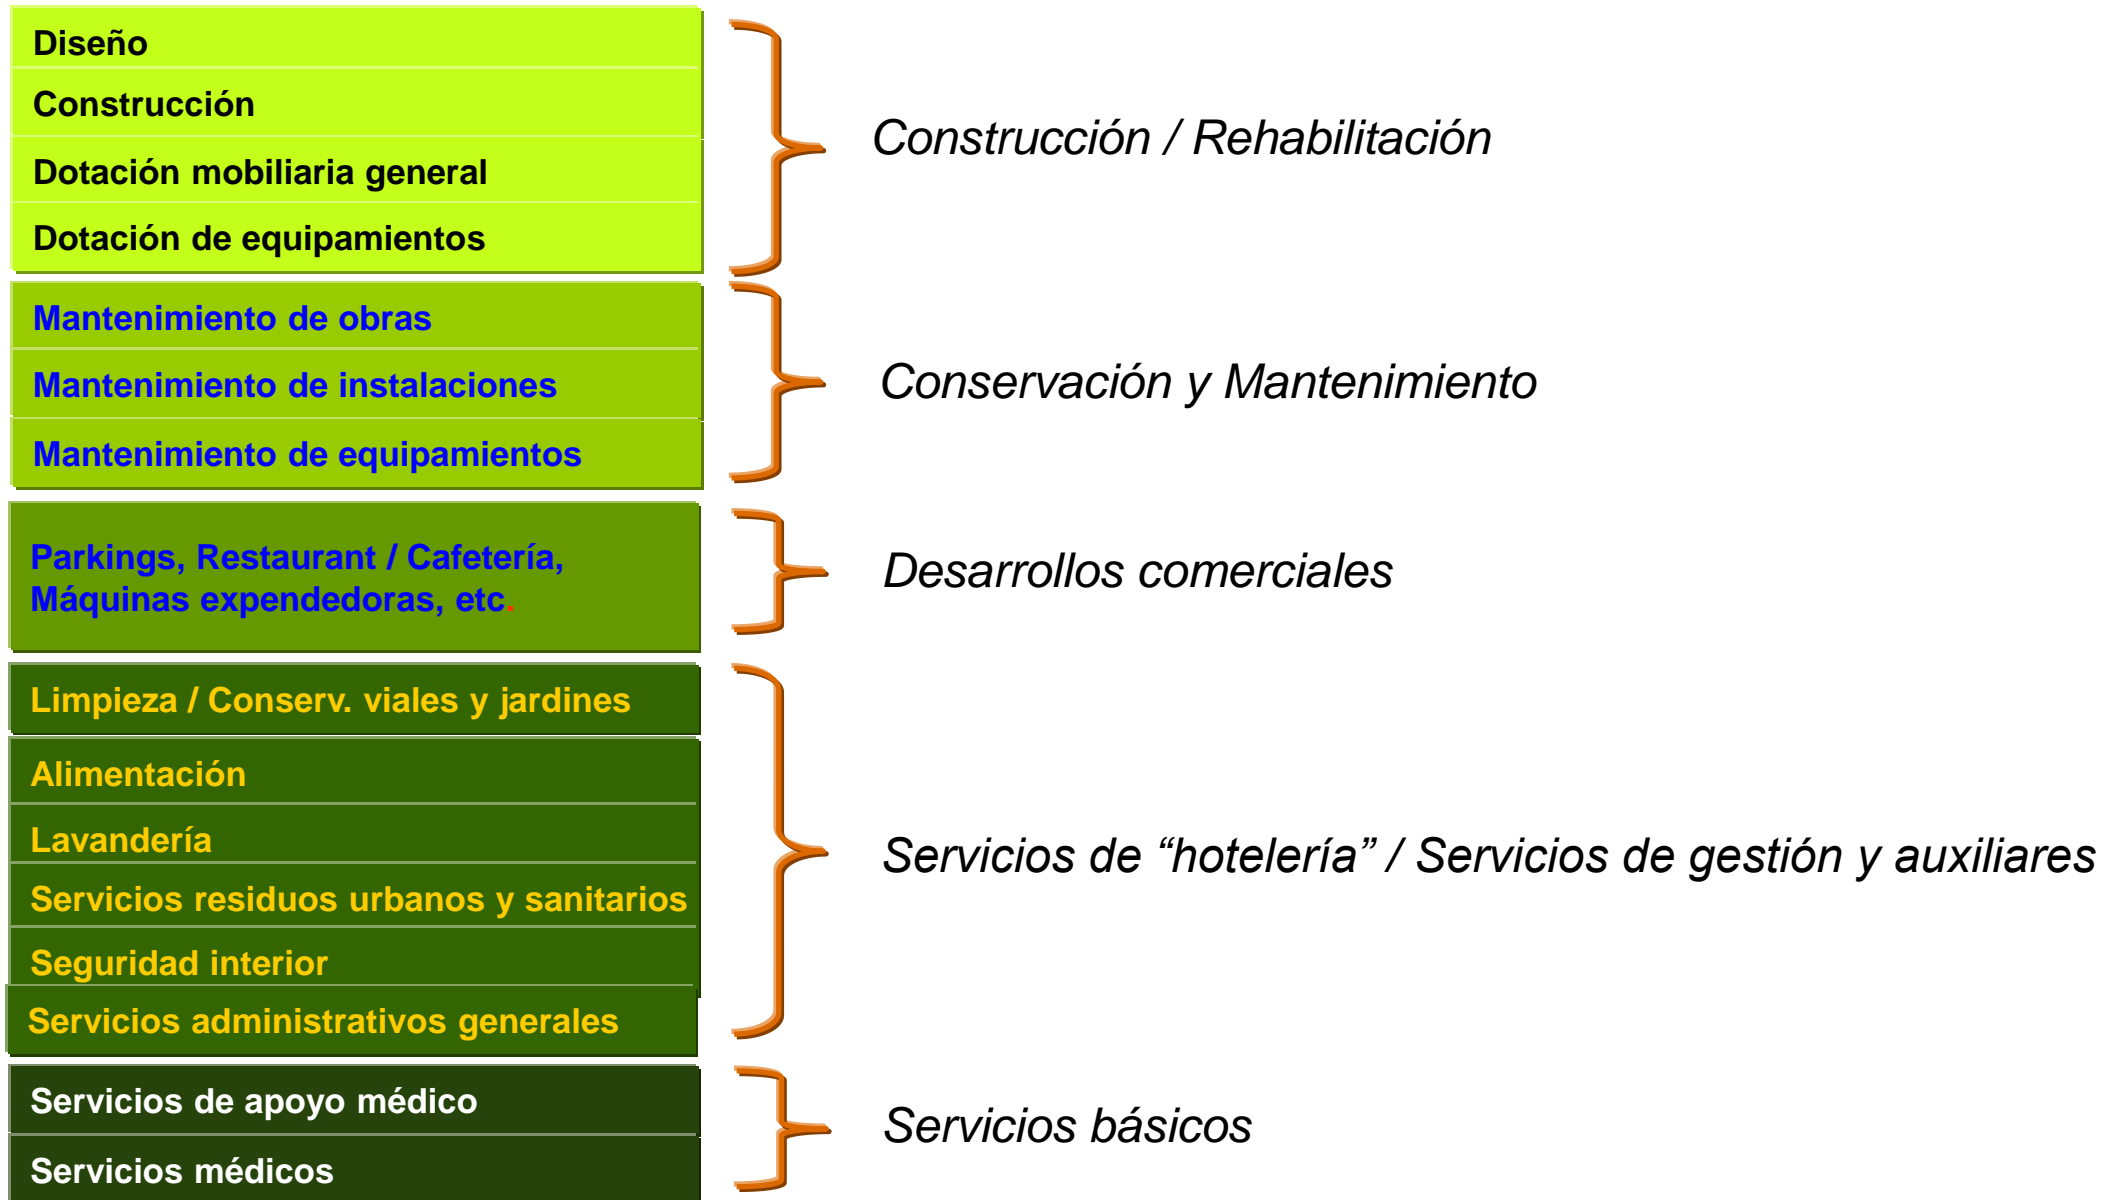 Diseño
Construcción
Dotación mobiliaria general
Dotación de equipamientos
Construcción / Rehabilitación
Mantenimiento de obras
Mantenimiento de instalaciones
Mantenimiento de equipamientos
Conservación y Mantenimiento
Parkings, Restaurant / Cafetería,
Máquinas expendedoras, etc.
Desarrollos comerciales
Limpieza / Conserv. viales y jardines
Alimentación
Lavandería
Servicios residuos urbanos y sanitarios
Seguridad interior
Servicios administrativos generales
Servicios de “hotelería” / Servicios de gestión y auxiliares
Servicios de apoyo médico
Servicios médicos
Servicios básicos